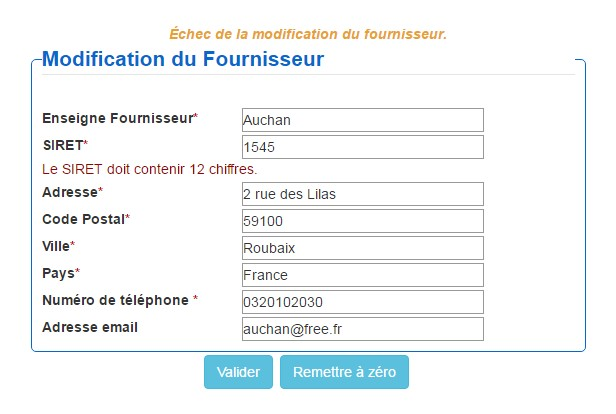 Échec de la modification du fournisseur.
Modification du Fournisseur
Enseigne Fournisseur* Auchan
SIRET* 1545
Le SIRET doit contenir 12 chiffres.
Adresse* 2 rue des Lilas
Code Postal* 59100
Ville* Roubaix
Pays* France
Numéro de téléphone * 0320102030
Adresse email auchan@free.fr
Valider Remettre à zéro